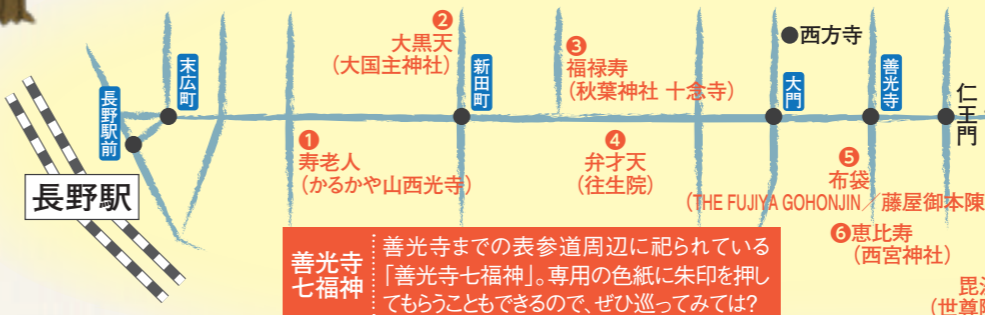 長野駅
長野駅前
末広町
❶
寿老人
(かるかや山西光寺)
❷
大黒天
(大国主神社)
新田町
❸
福禄寿
(秋葉神社 十念寺)
❹
弁才天
(往生院)
大門
●西方寺
善光寺
仁王門
❺
布袋
(THE FUJIYA GOHONJIN/藤屋御本陳
❻恵比寿
(西宮神社)
毘沙
(世尊院
善光寺
七福神
善光寺までの表参道周辺に祀られている
「善光寺七福神」。専用の色紙に朱印を押し
てもらうこともできるので、ぜひ巡ってみては?